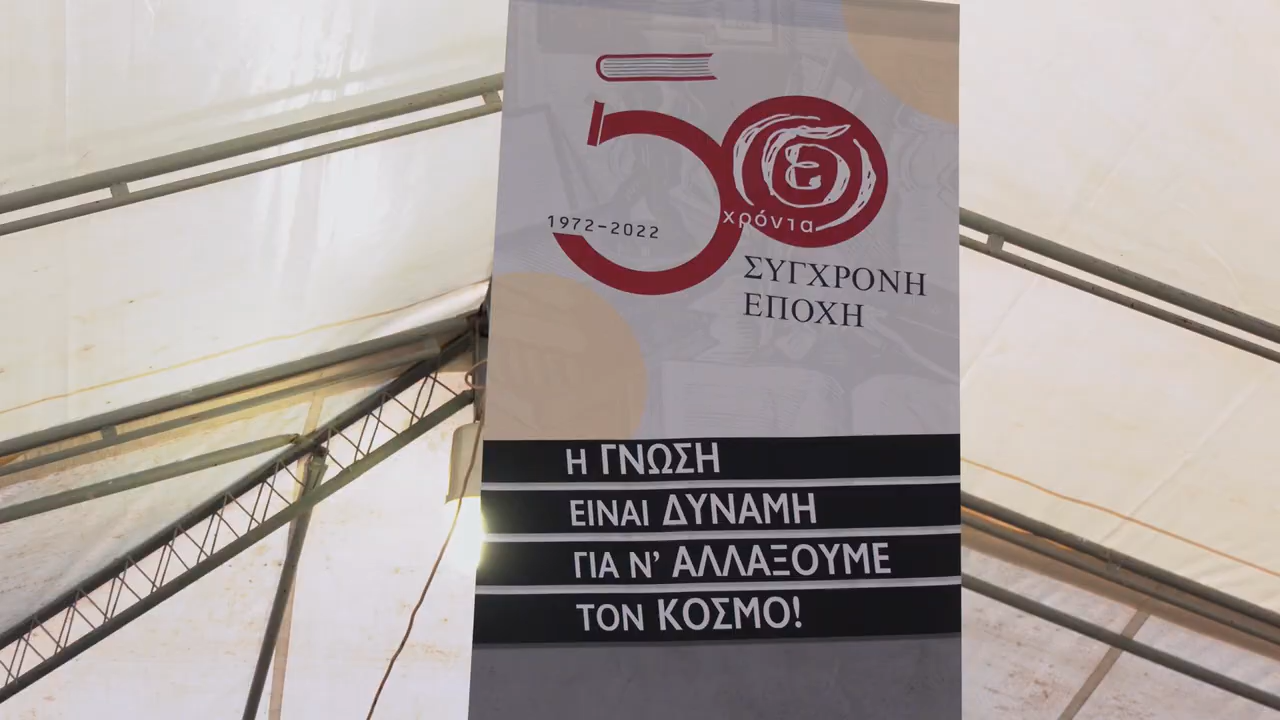 50
1972-2022
χρόνια
ΣΥΓΧΡΟΝΗ
ΕΠΟΧΗ
Η ΓΝΩΣΗ
ΕΙΝΑΙ ΔΥΝΑΜΗ
ΓΙΑ Ν' ΑΛΛΑΞΟΥΜΕ
ΤΟΝ ΚΟΣΜΟ!